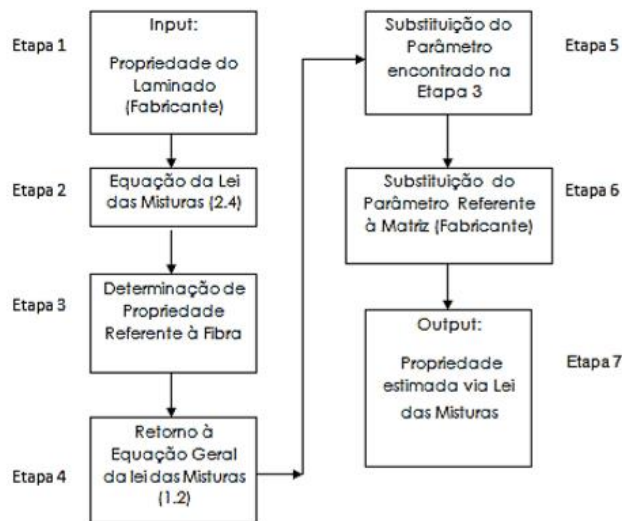 Etapa 1
Input:
Propriedade do
Laminado
(Fabricante)
Etapa 2
Equação da Lei
das Misturas (2.4)
Etapa 3
Determinação de
Propriedade
Referente à Fibra
Etapa 4
Retorno à
Equação Geral
da lei das Misturas
(1.2)
Etapa 5
Substituição do
Parâmetro
encontrado na
Etapa 3
Etapa 6
Substituição do
Parâmetro Referente
à Matriz (Fabricante)
Etapa 7
Output:
Propriedade
estimada via Lei
das Misturas